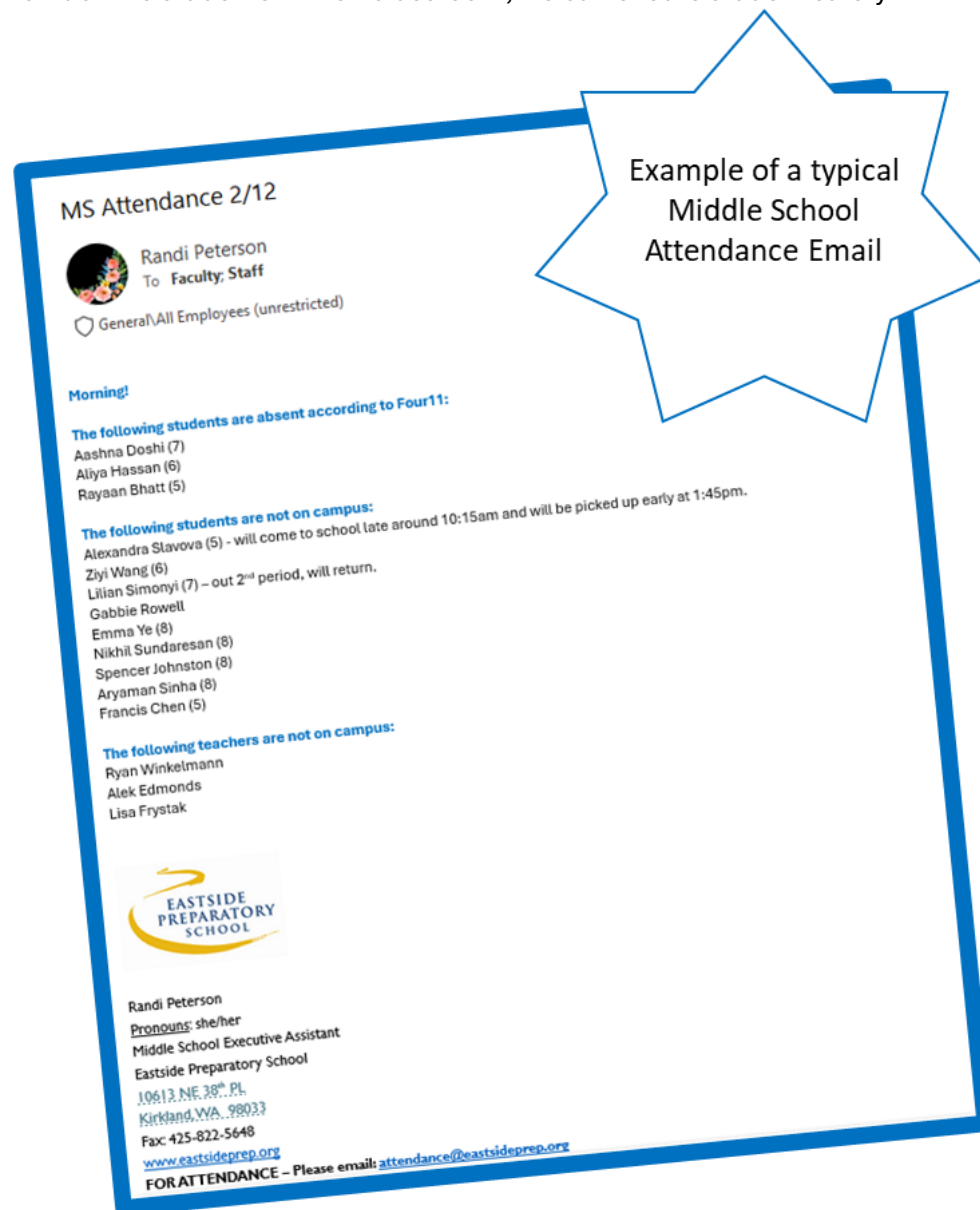 Example of a typical
Middle School
Attendance Email
MS Attendance 2/12
Randi Peterson
To Faculty; Staff
General\All Employees (unrestricted)
Morning!
The following students are absent according to Four11:
Aashna Doshi (7)
Aliya Hassan (6)
Rayaan Bhatt (5)
The following students are not on campus:
Alexandra Slavova (5) - will come to school late around 10:15am and will be picked up early at 1:45pm.
Ziyi Wang (6)
Lilian Simonyi (7) – out 2nd period, will return.
Gabbie Rowell
Emma Ye (8)
Nikhil Sundaresan (8)
Spencer Johnston (8)
Aryaman Sinha (8)
Francis Chen (5)
The following teachers are not on campus:
Ryan Winkelmann
Alek Edmonds
Lisa Frystak
EASTSIDE
PREPARATORY
SCHOOL
Randi Peterson
Pronouns: she/her
Middle School Executive Assistant
Eastside Preparatory School
10613 NE 38th PL
Kirkland, WA 98033
Fax: 425-822-5648
www.eastsideprep.org
FOR ATTENDANCE – Please email: attendance@eastsideprep.org